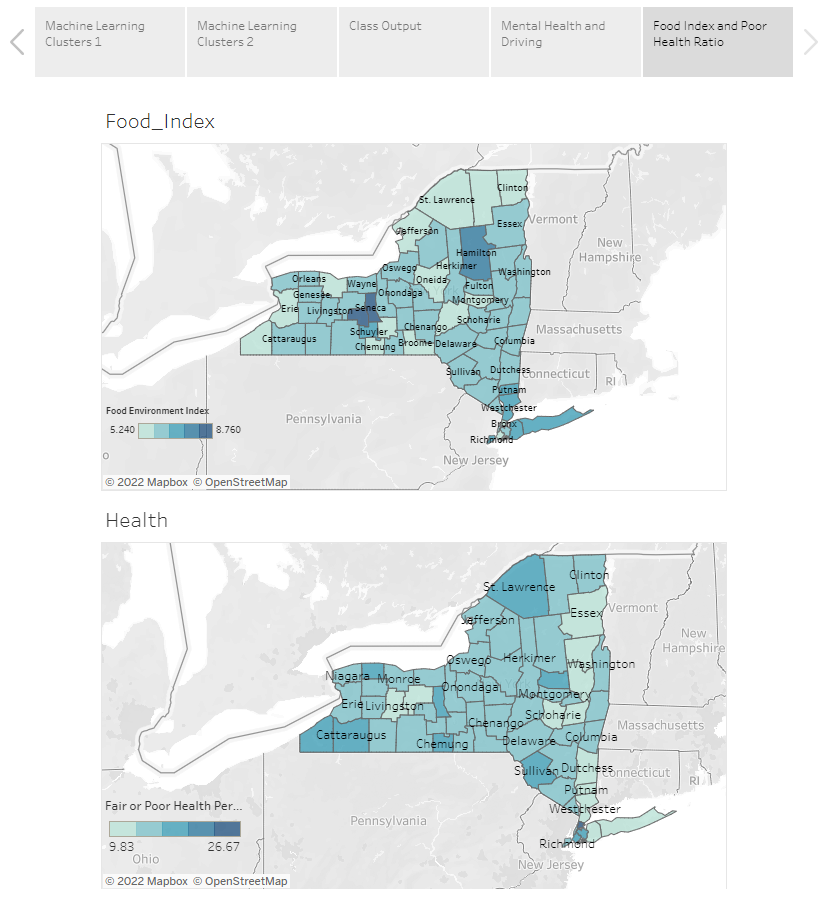 Machine Learning
Clusters 1
Machine Learning
Clusters 2
Class Output
Mental Health and
Driving
Food Index and Poor
Health Ratio
Food_Index
Clinton
St. Lawrence
Essex
Vermont
Jefferson
New
Hampshire
Hamilton
Herkimer
Oswego
Washington
Orleans
Oneida
Wayne
Fulton
Genesee
Onondaga
Montgomery
Erie
Livingston
Seneca
Schoharie
Chenango
Massachusetts
Schuyler
Cattaraugus
Columbia
Chemung
Broome
Delaware
Sullivan
Dutchess
Connecticut
RI
Putnam
Westchester
Food Environment Index
Pennsylvania
Bronx
5.240
8.760
Richmond
o
New Jersey
© 2022 Mapbox © OpenStreetMap
Health
Clinton
St. Lawrence
Essex
Vermont
Jefferson
New
Hampshire
Oswego
Herkimer
Washington
Niagara
Monroe
Onondaga
Montgomery
Erie
Livingston
Schoharie
Chenango
Massachusetts
Cattaraugus
Chemung
Delaware
Columbia
Sullivan
Dutchess
Connecticut
RI
Putnam
Westchester
Fair or Poor Health Per...
Pennsylvania
9.83
26.67
Richmond
Ohio
New Jersey
© 2022 Mapbox © OpenStreetMap